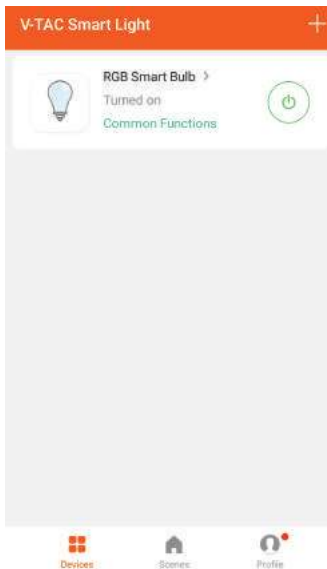 V-TAC Smart Light
RGB Smart Bulb >
Turned on
Common Functions
Devices
Scenes
Profile